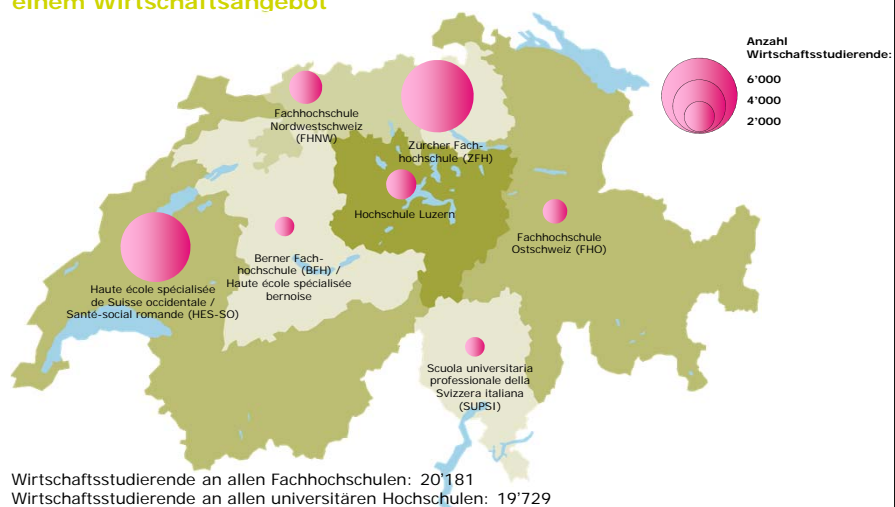 einem Wirtschaftsangebot
Anzahl
Wirtschaftsstudierende:
6'000
4'000
2'000
Fachhochschule
Nordwestschweiz
(FHNW)
Zürcher Fach-
hochschule (ZFH)
Hochschule Luzern
Fachhochschule
Ostschweiz (FHO)
Berner Fach-
hochschule (BFH) /
Haute école spécialisée
bernoise
Haute école spécialisée
de Suisse occidentale /
Santé-social romande (HES-SO)
Scuola universitaria
professionale della
Svizzera italiana
(SUPSI)
Wirtschaftsstudierende an allen Fachhochschulen: 20'181
Wirtschaftsstudierende an allen universitären Hochschulen: 19'729